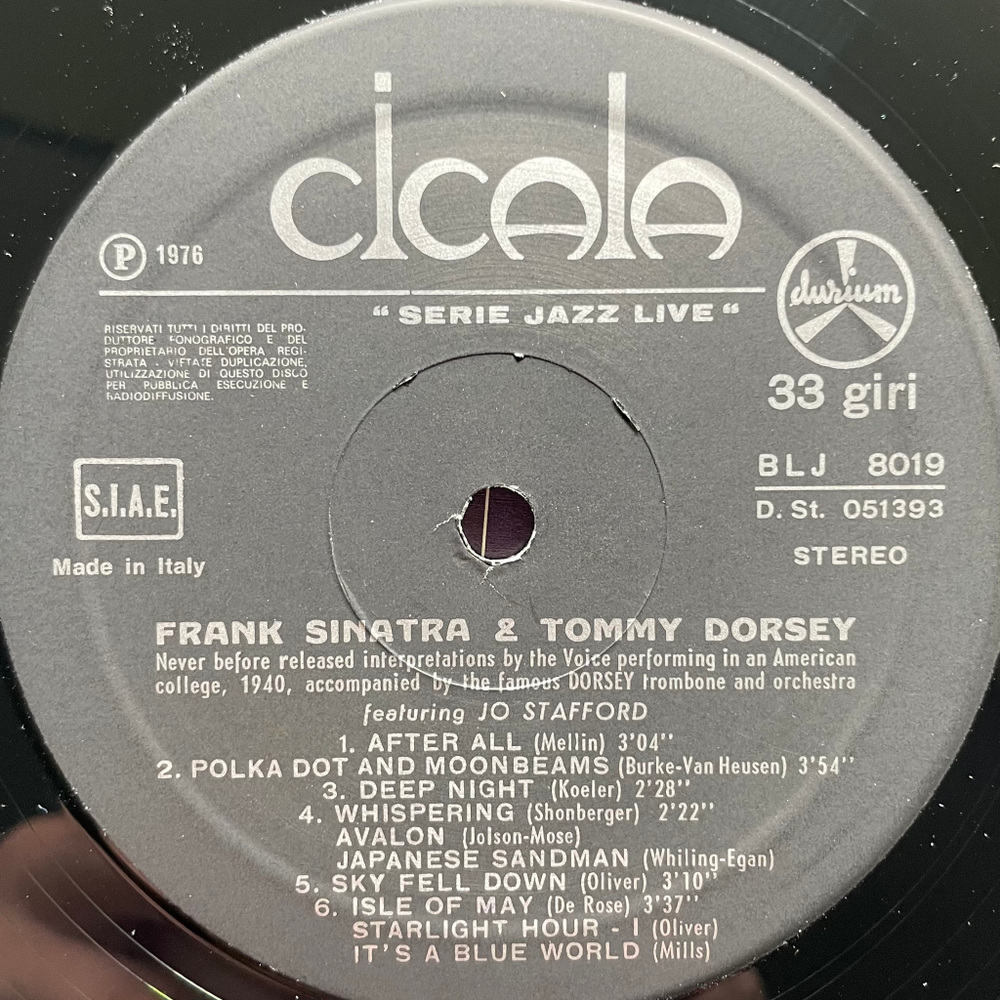 cicala
P 1976
durium
"SERIE JAZZ LIVE"
RISERVATI TUTTI I DIRITTI DEL PRO-
DUTTORE FONOGRAFICO E DEL
PROPRIETARIO DELL'OPERA REGI-
STRATA - VIETATE DUPLICAZIONE,
UTILIZZAZIONE DI QUESTO DISCO
PER PUBBLICA ESECUZIONE E
RADIODIFFUSIONE.
33 giri
S.I.A.E.
Made in Italy
BLJ 8019
D. St. 051393
STEREO
FRANK SINATRA & TOMMY DORSEY
Never before released interpretations by the Voice performing in an American
college, 1940, accompanied by the famous DORSEY trombone and orchestra
featuring JO STAFFORD
1. AFTER ALL (Mellin) 3'04''
2. POLKA DOT AND MOONBEAMS (Burke-Van Heusen) 3'54''
3. DEEP NIGHT (Koeler) 2'28''
4. WHISPERING (Shonberger) 2'22''
AVALON (Jolson-Mose)
JAPANESE SANDMAN (Whiling-Egan)
5. SKY FELL DOWN (Oliver) 3'10''
6. ISLE OF MAY (De Rose) 3'37''
STARLIGHT HOUR - I (Oliver)
IT'S A BLUE WORLD (Mills)